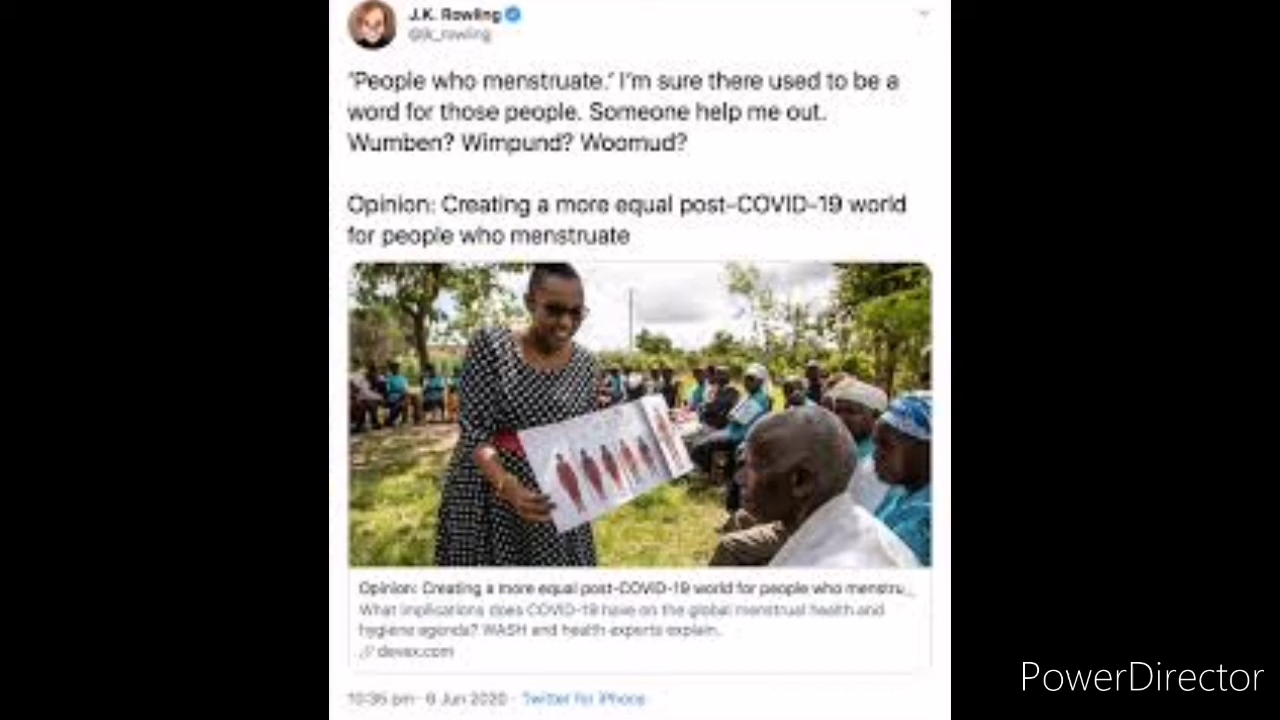 J.K. Rowling
@jk_rowling
'People who menstruate.' I'm sure there used to be a
word for those people. Someone help me out.
Wumben? Wimpund? Woomud?
Opinion: Creating a more equal post-COVID-19 world
for people who menstruate
Opinion: Creating a more equal post-COVID-19 world for people who menstru...
What implications does COVID-19 have on the global menstrual health and
hygiene agenda? WASH and health experts explain.
devex.com
10:35 pm · 6 Jun 2020 · Twitter for iPhone
PowerDirector